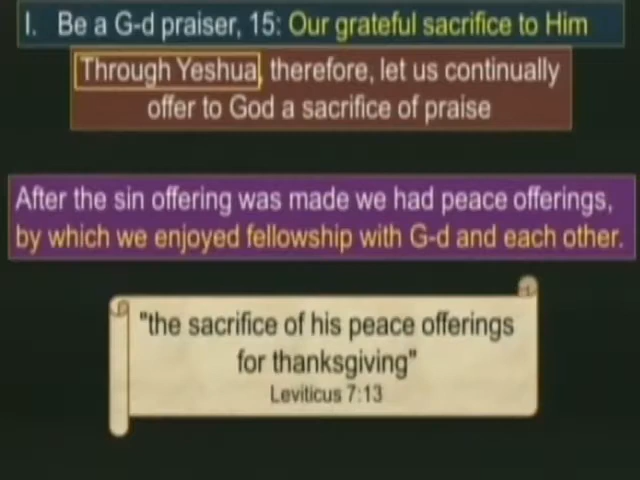 I. Be a G-d praiser, 15: Our grateful sacrifice to Him
Through Yeshua, therefore, let us continually
offer to God a sacrifice of praise
After the sin offering was made we had peace offerings,
by which we enjoyed fellowship with G-d and each other.
"the sacrifice of his peace offerings
for thanksgiving"
Leviticus 7:13